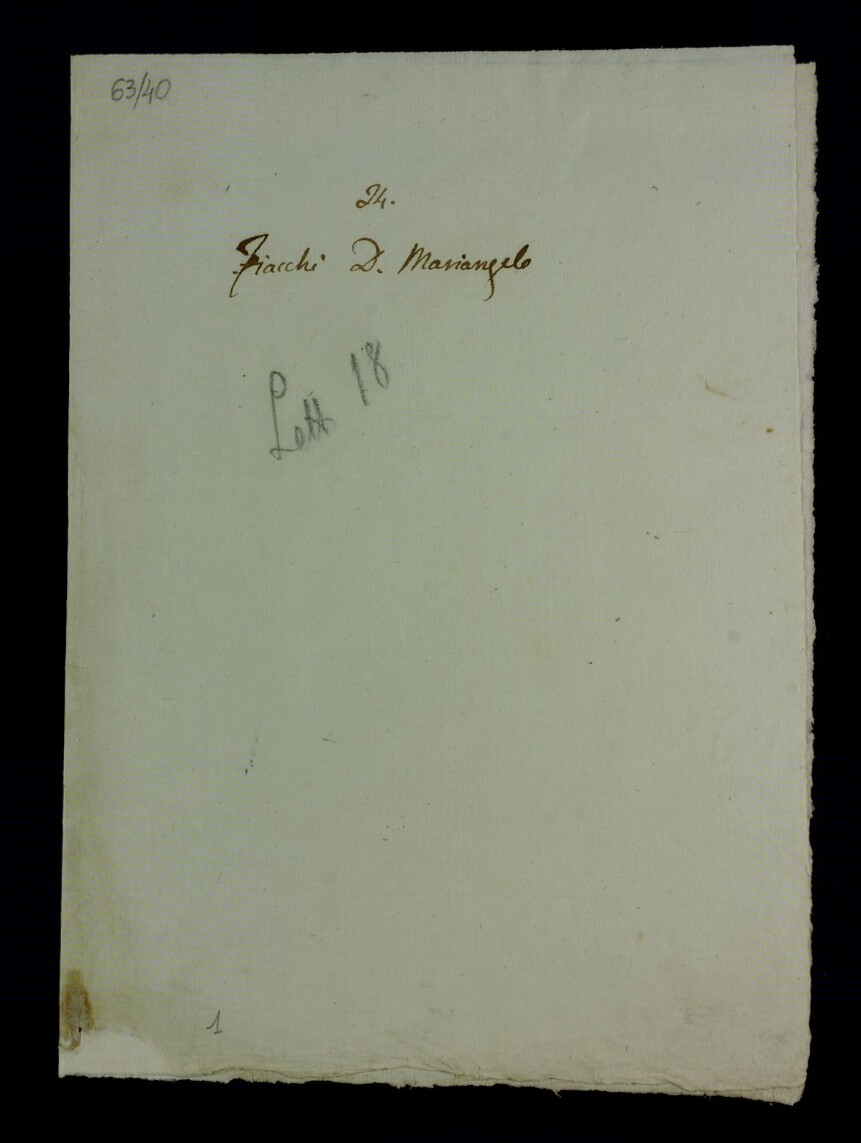 63/40
24.
Fiacchi D. Mariangelo
Lett 18
1